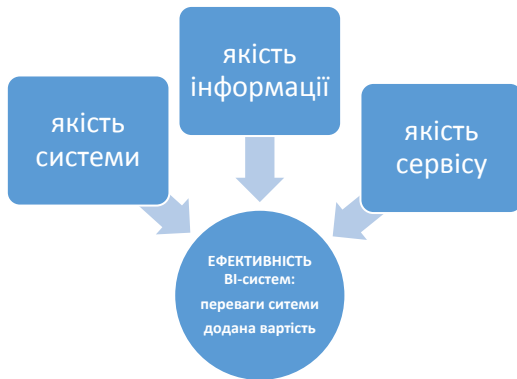 якість
системи
якість
інформації
якість
сервісу
ЕФЕКТИВНІСТЬ
ВІ-систем:
переваги ситеми
додана вартість